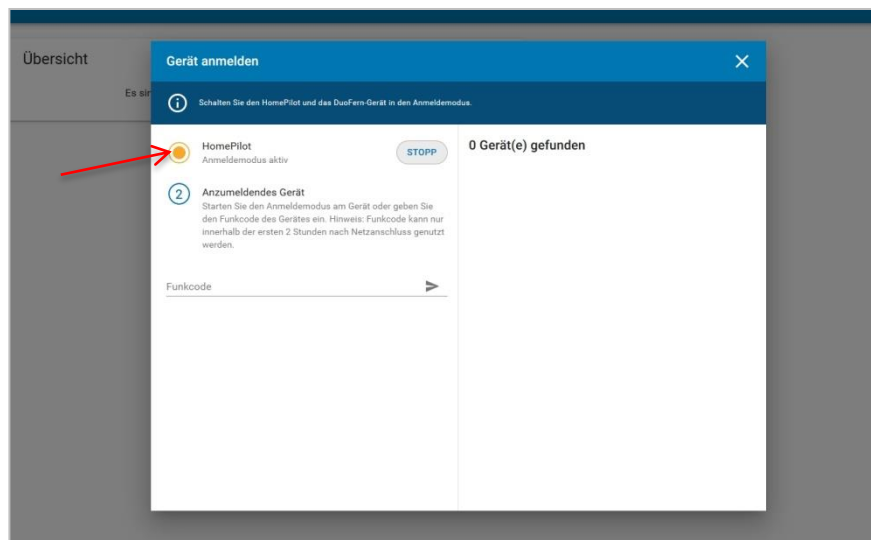 Übersicht
Es sin
Gerät anmelden
Schalten Sie den HomePilot und das DuoFern-Gerät in den Anmeldemodus.
HomePilot
Anmeldemodus aktiv
STOPP
2
Anzumeldendes Gerät
Starten Sie den Anmeldemodus am Gerät oder geben Sie
den Funkcode des Gerätes ein. Hinweis: Funkcode kann nur
innerhalb der ersten 2 Stunden nach Netzanschluss genutzt
werden.
Funkcode
0 Gerät(e) gefunden